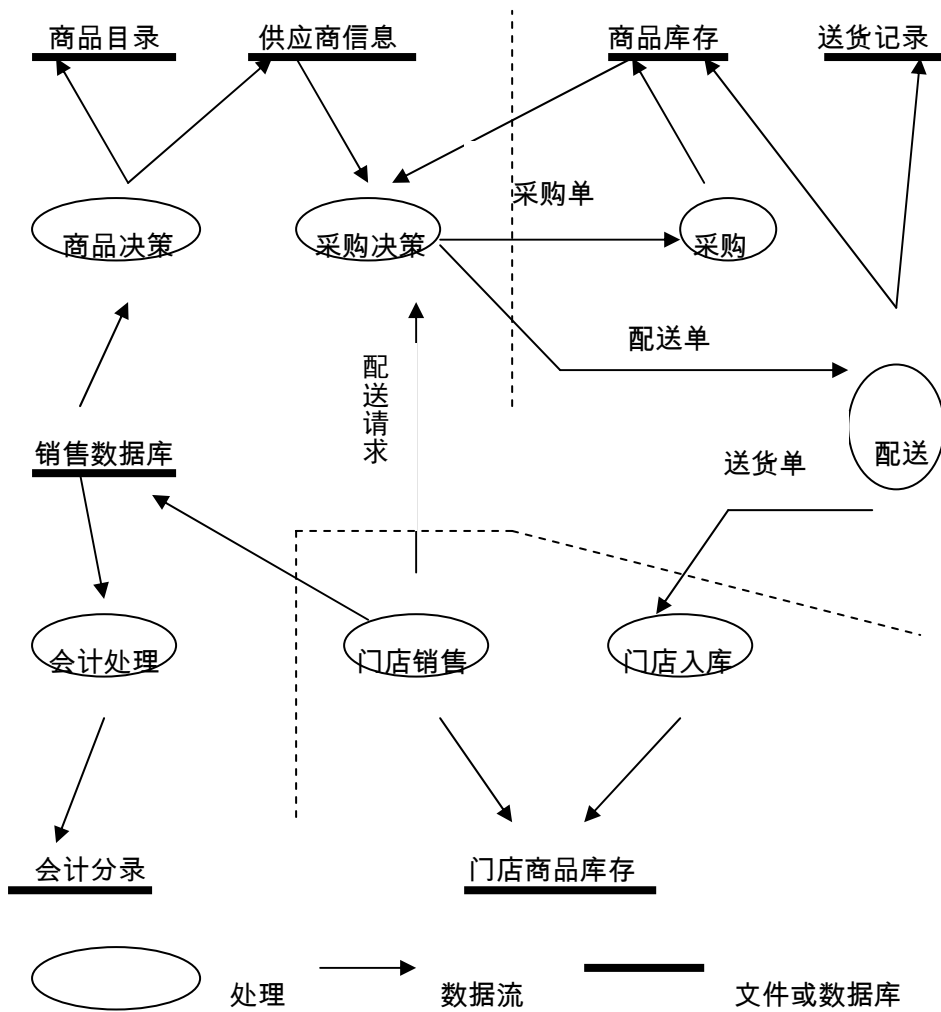 商品目录
供应商信息
商品库存
送货记录
采购单
商品决策
采购决策
采购
配送单
配送请求
销售数据库
送货单
配送
会计处理
门店销售
门店入库
会计分录
门店商品库存
处理
数据流
文件或数据库